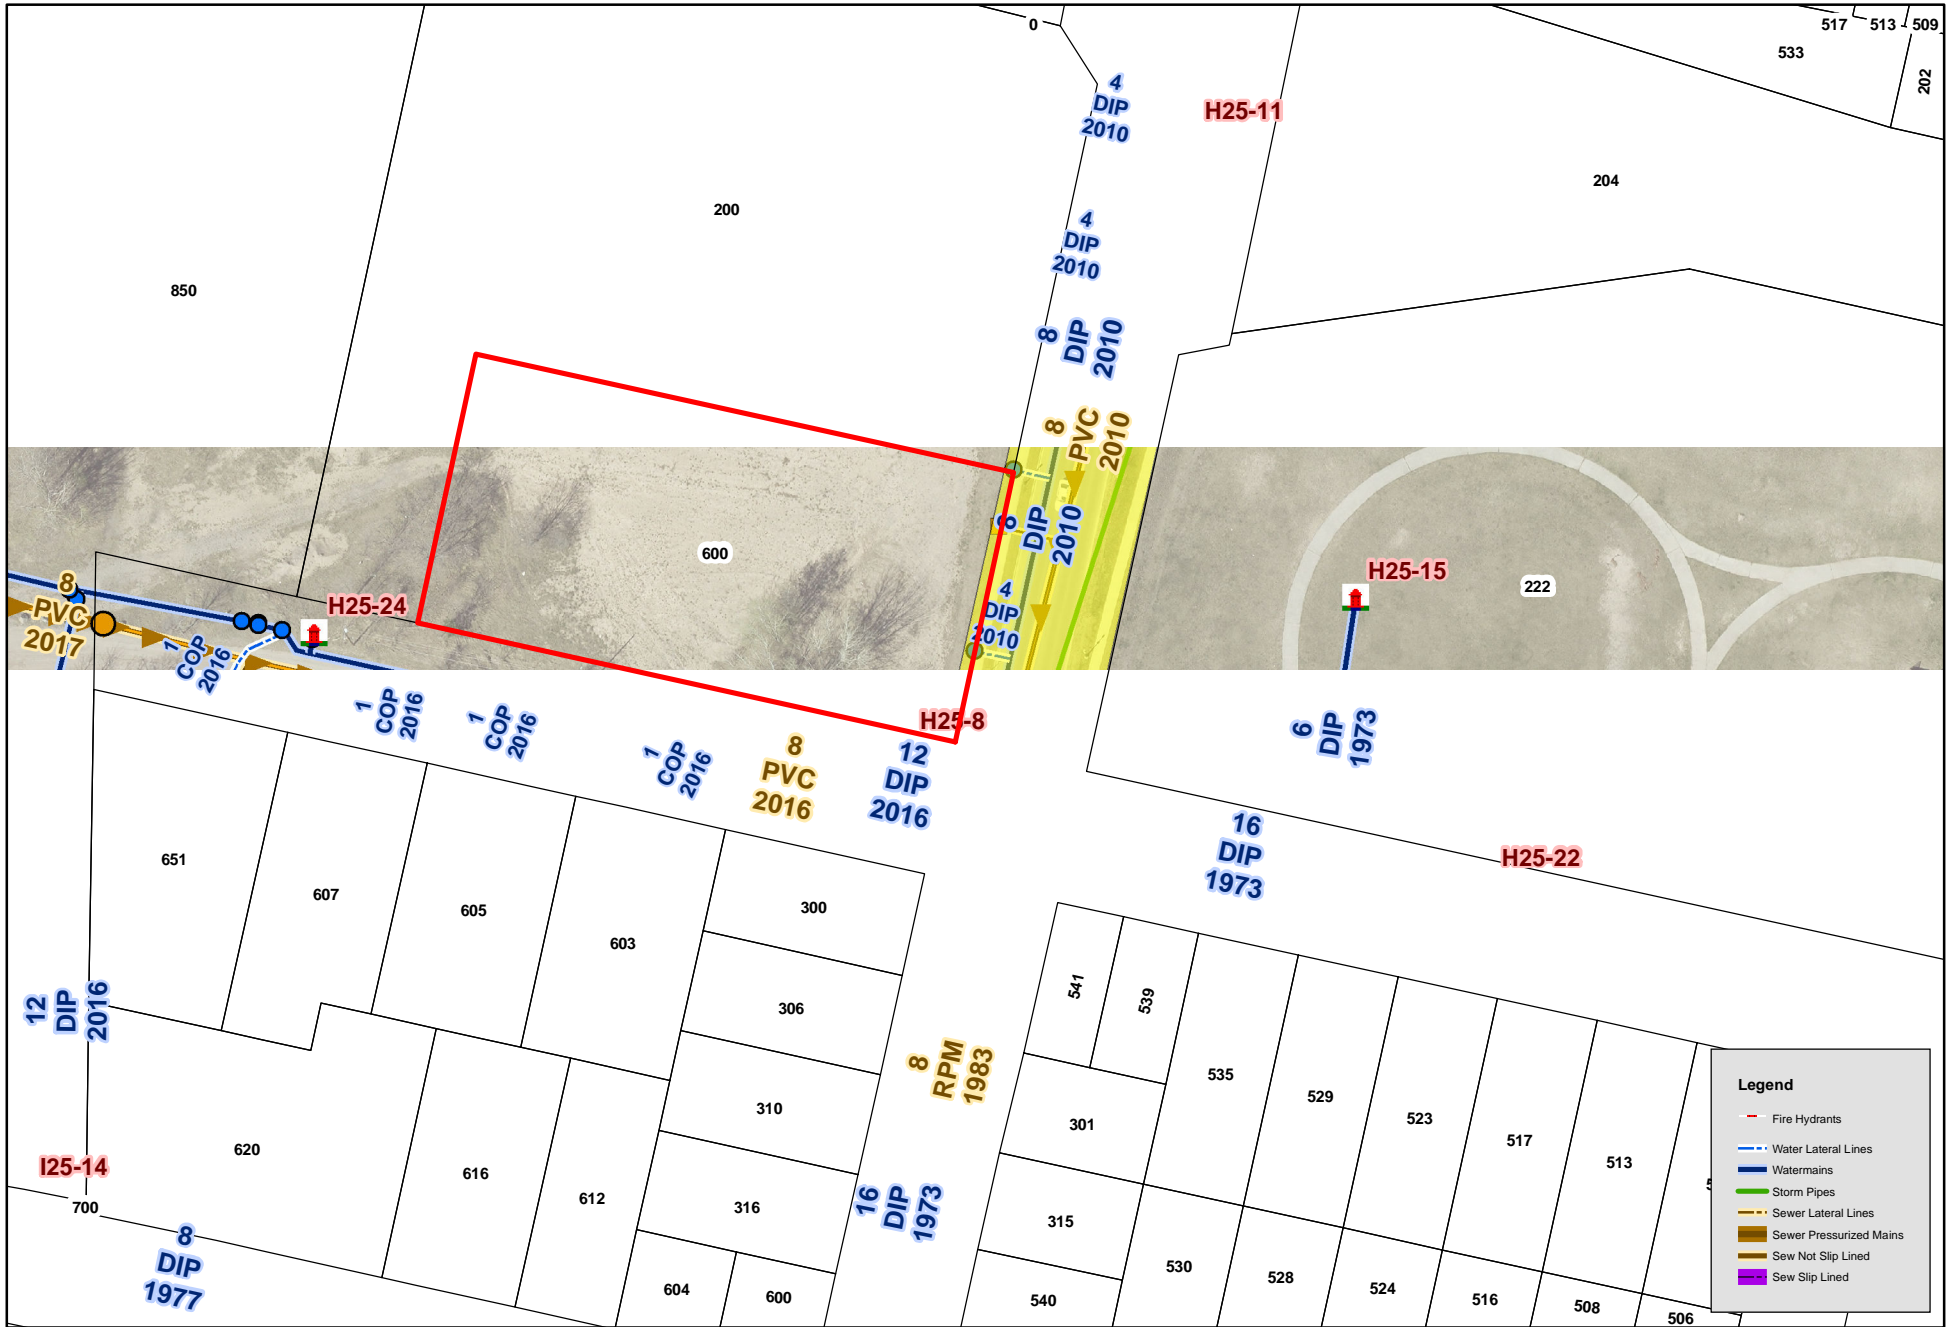 0
517
513
509
533
202
4
DIP
2010
H25-11
204
200
4
DIP
2010
850
8
DIP
2010
8
PVC
2010
8
DIP
2010
600
H25-15
222
8
PVC
2017
H25-24
4
DIP
2010
1
COP
2016
1
COP
2016
1
COP
2016
1
COP
2016
8
PVC
2016
H25-8
12
DIP
2016
6
DIP
1973
16
DIP
1973
H25-22
651
607
605
603
300
306
310
316
541
539
535
529
523
517
513
301
315
540
12
DIP
2016
8
RPM
1983
16
DIP
1973
I25-14
700
620
616
612
604
600
8
DIP
1977
530
528
524
516
508
506
Legend
Fire Hydrants
Water Lateral Lines
Watermains
Storm Pipes
Sewer Lateral Lines
Sewer Pressurized Mains
Sew Not Slip Lined
Sew Slip Lined